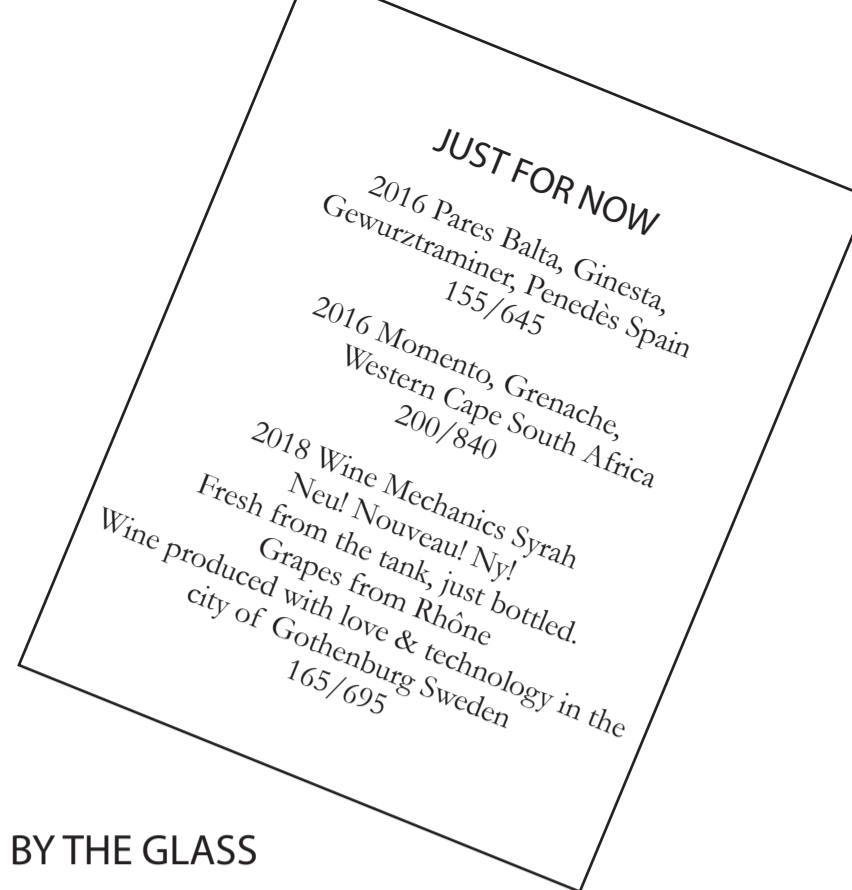 JUST FOR NOW
2016 Pares Balta, Ginesta,
Gewurztraminer, Penedès Spain
155/645
2016 Momento, Grenache,
Western Cape South Africa
200/840
2018 Wine Mechanics Syrah
Neu! Nouveau! Ny!
Fresh from the tank, just bottled.
Grapes from Rhône
Wine produced with love & technology in the
city of Gothenburg Sweden
165/695
BY THE GLASS